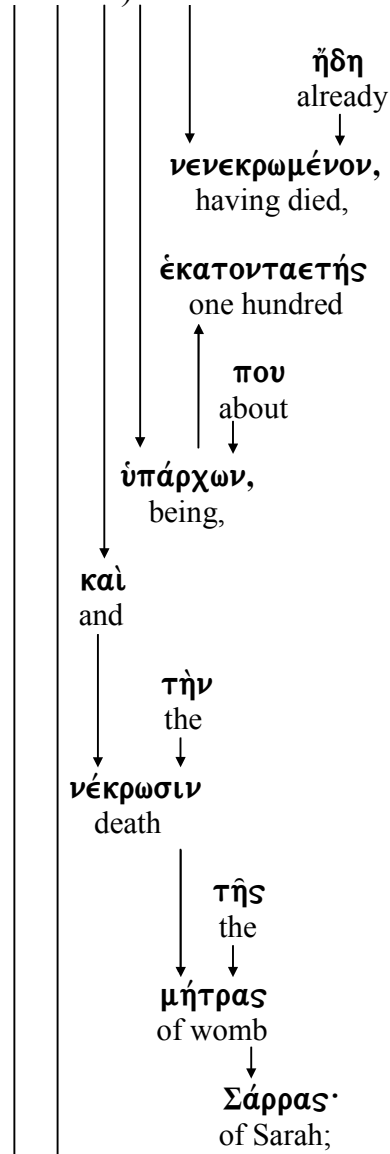 ἤδη
already
νενεκρωμένον,
having died,
ἑκατονταετής
one hundred
που
about
ὑπάρχων,
being,
καὶ
and
τὴν
the
νέκρωσιν
death
τῆς
the
μήτρας
of womb
Σάρρας·
of Sarah;